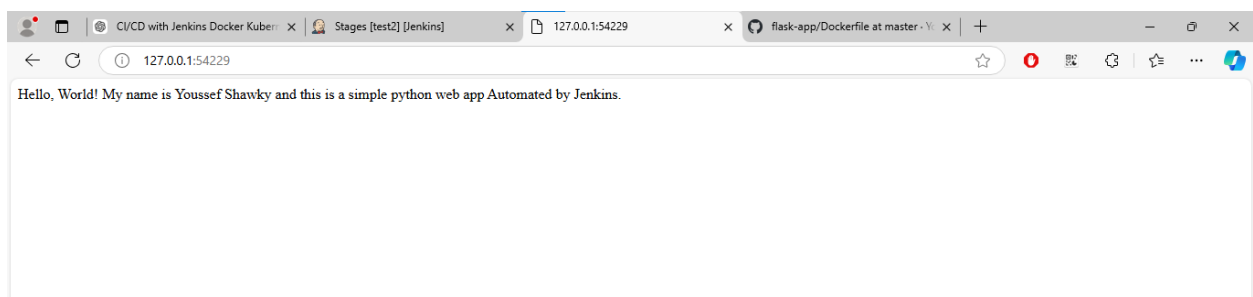 CI/CD with Jenkins Docker Kubern
Stages [test2] [Jenkins]
127.0.0.1:54229
flask-app/Dockerfile at master · Yo
127.0.0.1:54229
Hello, World! My name is Youssef Shawky and this is a simple python web app Automated by Jenkins.